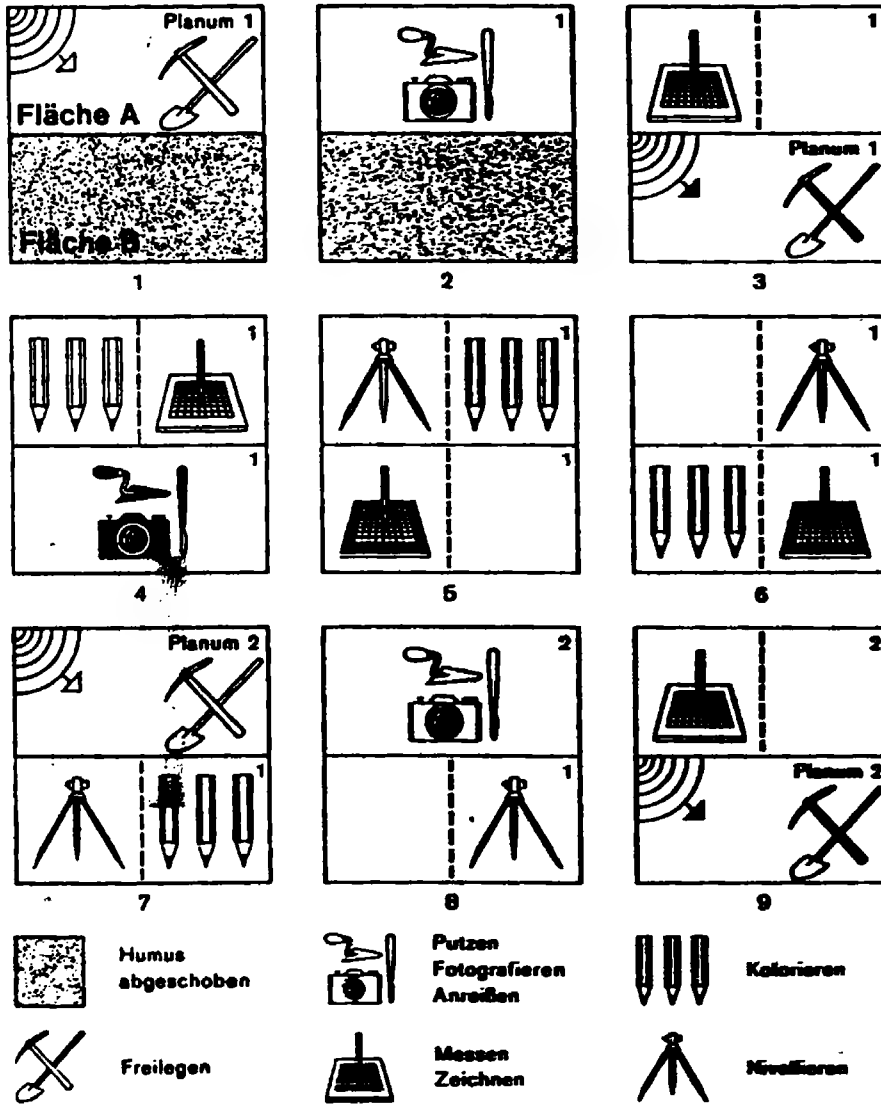 Planum 1
Fläche A
Fläche B
1
1
2
1
Planum 1
3
1
1
4
1
1
5
1
1
6
Planum 2
1
7
2
1
8
2
Planum 2
9
Humus
abgeschoben
Putzen
Fotografieren
Anreißen
Kolorieren
Freilegen
Messen
Zeichnen
Nivellieren